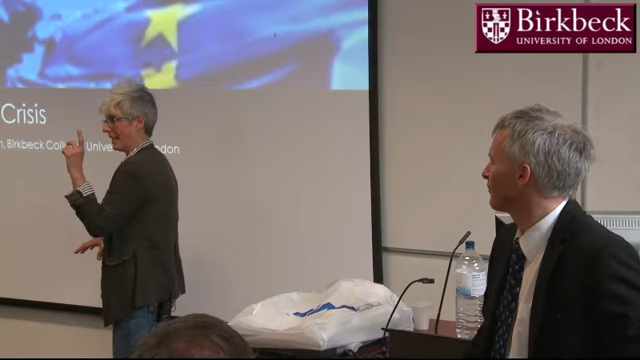 Birkbeck
UNIVERSITY OF LONDON
Crisis
, Birkbeck College, University of London